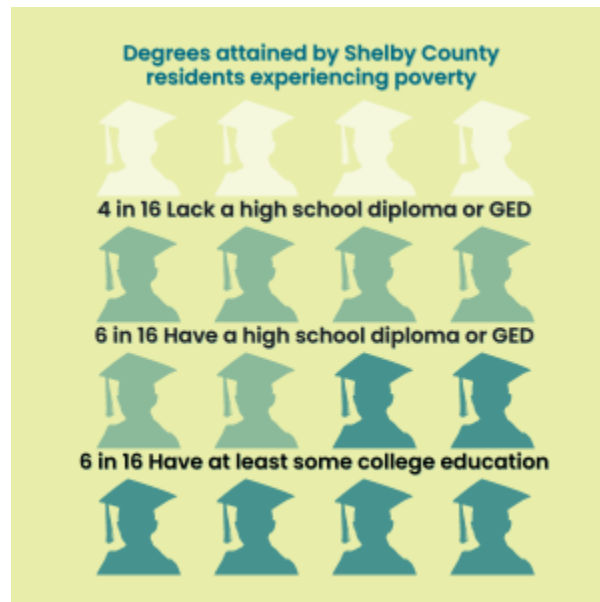 Degrees attained by Shelby County
residents experiencing poverty
4 in 16 Lack a high school diploma or GED
6 in 16 Have a high school diploma or GED
6 in 16 Have at least some college education